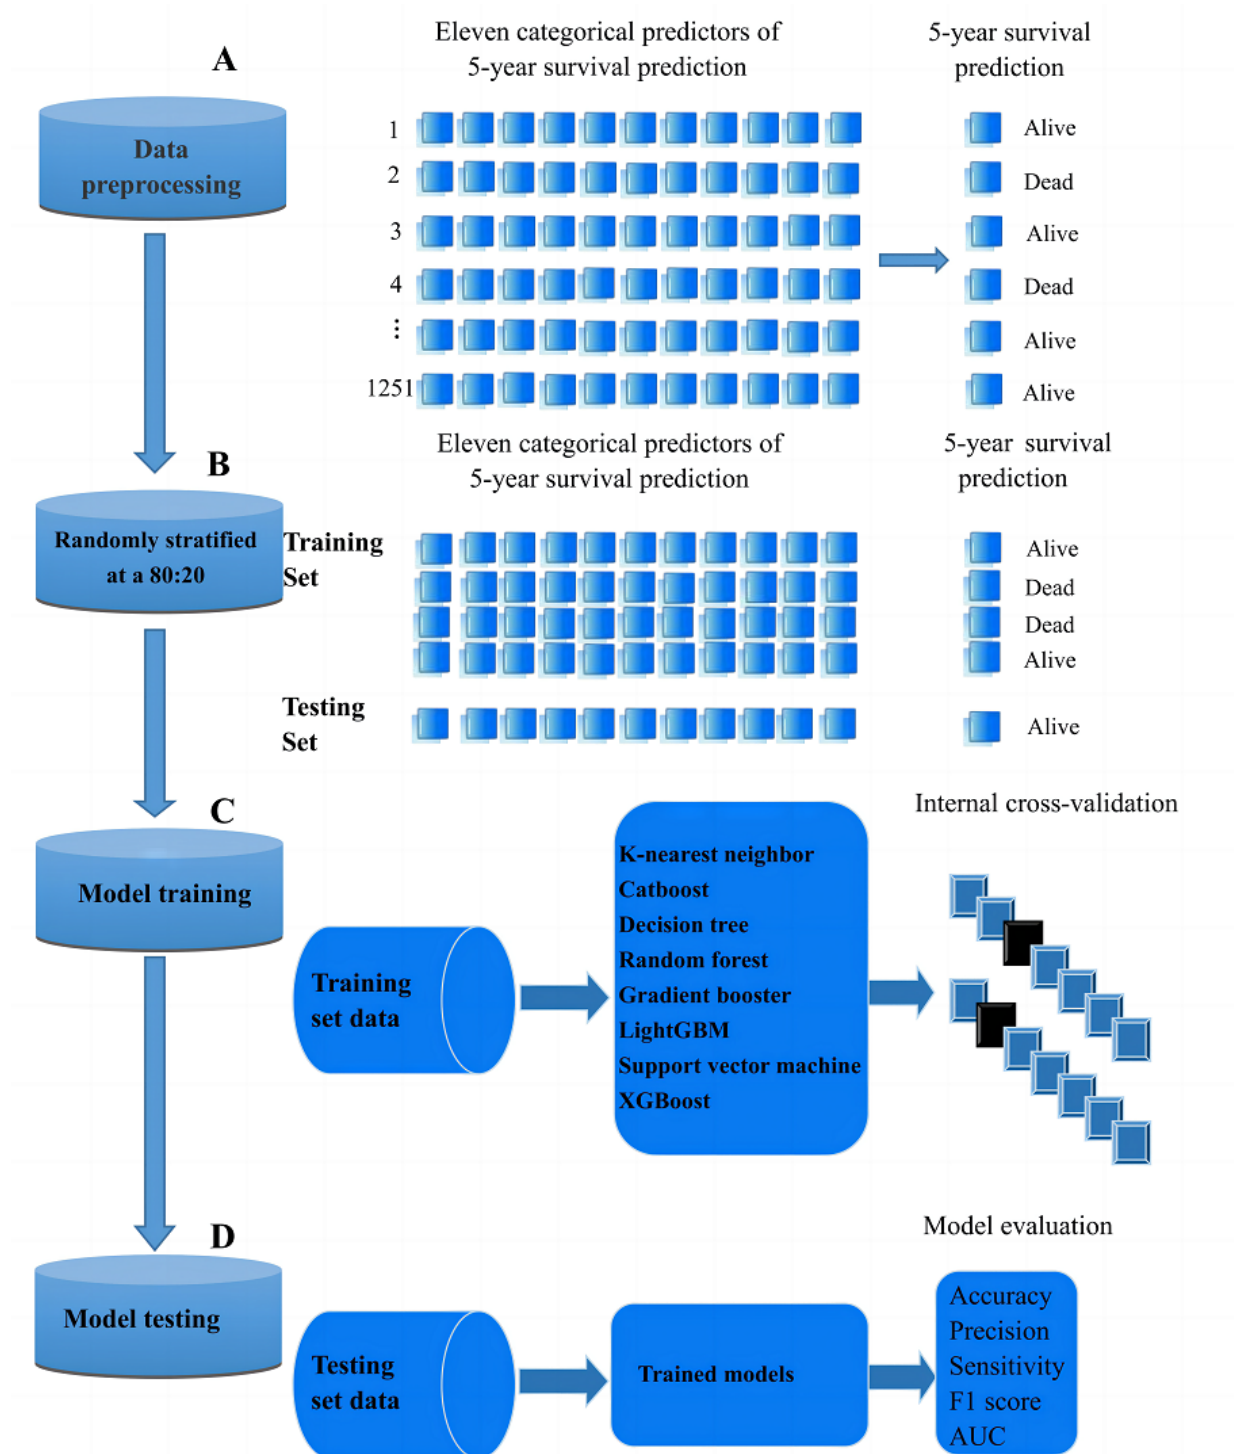 A
Eleven categorical predictors of
5-year survival prediction
5-year survival
prediction
Data
preprocessing
1
Alive
2
Dead
3
Alive
4
Dead
⋮
Alive
1251
Alive
B
Eleven categorical predictors of
5-year survival prediction
5-year survival
prediction
Randomly stratified
at a 80:20
Training
Set
Alive
Dead
Dead
Alive
Testing
Set
Alive
C
Model training
Internal cross-validation
Training
set data
K-nearest neighbor
Catboost
Decision tree
Random forest
Gradient booster
LightGBM
Support vector machine
XGBoost
D
Model testing
Model evaluation
Testing
set data
Trained models
Accuracy
Precision
Sensitivity
F1 score
AUC